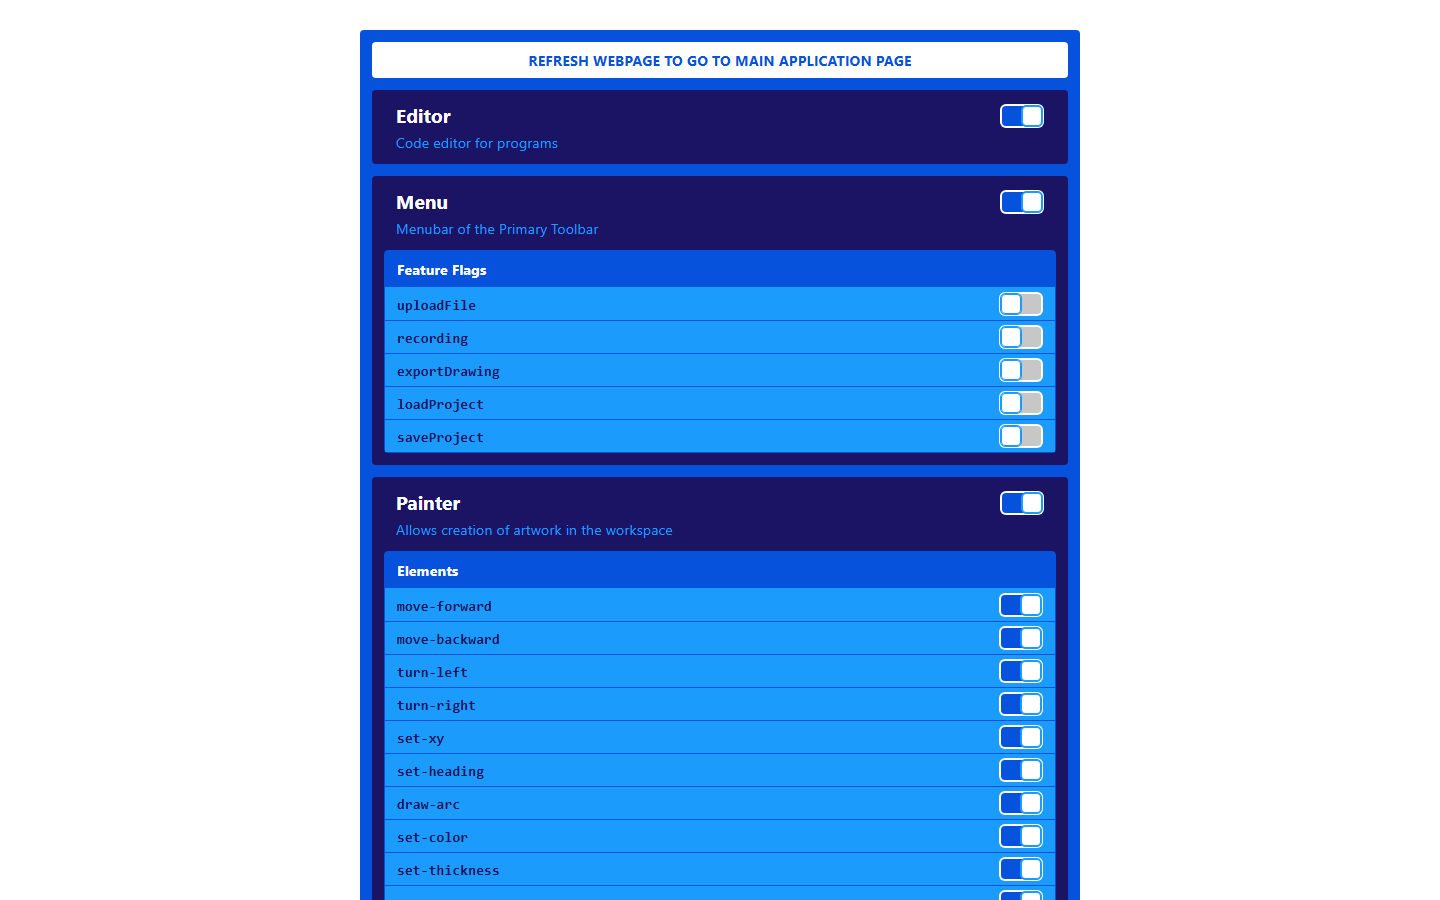 REFRESH WEBPAGE TO GO TO MAIN APPLICATION PAGE
Editor
Code editor for programs
Menu
Menubar of the Primary Toolbar
Feature Flags
uploadFile
recording
exportDrawing
loadProject
saveProject
Painter
Allows creation of artwork in the workspace
Elements
move-forward
move-backward
turn-left
turn-right
set-xy
set-heading
draw-arc
set-color
set-thickness